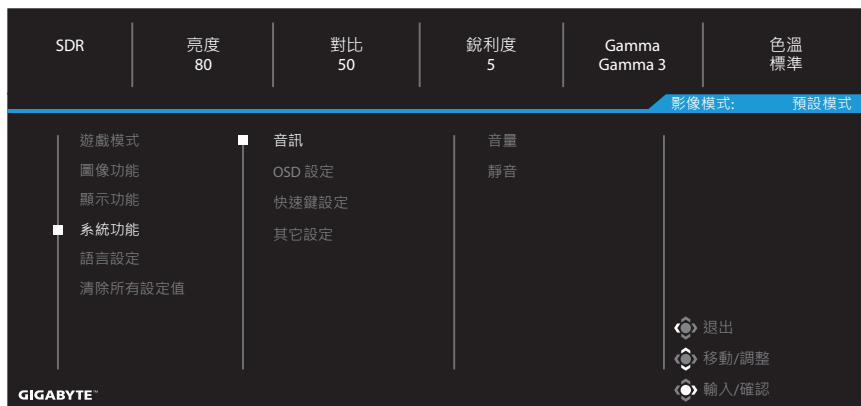 SDR
亮度
80
對比
50
銳利度
5
Gamma
Gamma 3
色溫
標準
影像模式: 預設模式
遊戲模式
圖像功能
顯示功能
系統功能
語言設定
清除所有設定值
音訊
OSD 設定
快速鍵設定
其它設定
音量
靜音
退出
移動/調整
輸入/確認
GIGABYTE™